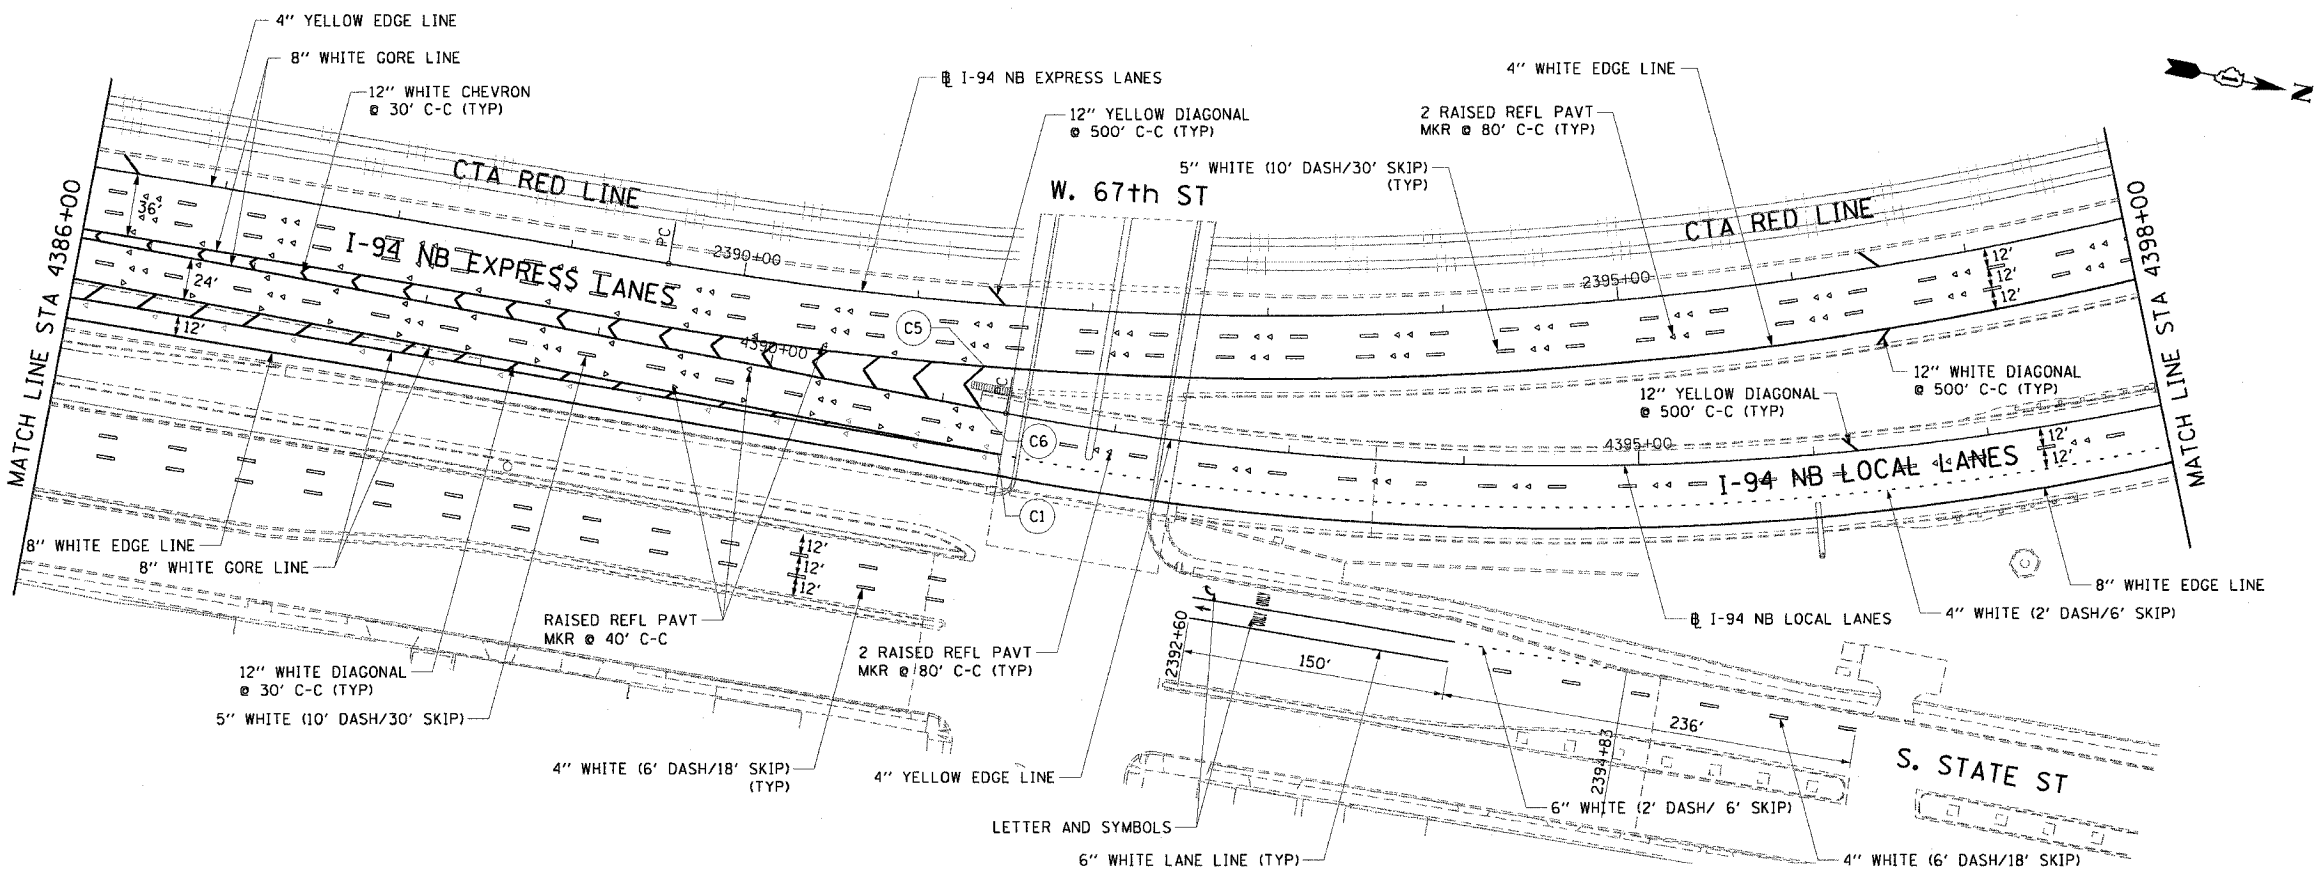 4" YELLOW EDGE LINE
8" WHITE GORE LINE
12" WHITE CHEVRON
@ 30' C-C (TYP)
℄ I-94 NB EXPRESS LANES
12" YELLOW DIAGONAL
@ 500' C-C (TYP)
4" WHITE EDGE LINE
2 RAISED REFL PAVT
MKR @ 80' C-C (TYP)
5" WHITE (10' DASH/30' SKIP)
(TYP)
N
CTA RED LINE
W. 67th ST
CTA RED LINE
MATCH LINE STA 4386+00
MATCH LINE STA 4398+00
36'
I-94 NB EXPRESS LANES
PC
2390+00
2395+00
12'
12'
12'
24'
12'
4390+00
C5
C6
C1
12" WHITE DIAGONAL
@ 500' C-C (TYP)
12" YELLOW DIAGONAL
@ 500' C-C (TYP)
4395+00
I-94 NB LOCAL LANES
12'
12'
8" WHITE EDGE LINE
8" WHITE GORE LINE
12'
12'
12'
RAISED REFL PAVT
MKR @ 40' C-C
12" WHITE DIAGONAL
@ 30' C-C (TYP)
5" WHITE (10' DASH/30' SKIP)
4" WHITE (6' DASH/18' SKIP)
(TYP)
2 RAISED REFL PAVT
MKR @ 80' C-C (TYP)
4" YELLOW EDGE LINE
LETTER AND SYMBOLS
6" WHITE LANE LINE (TYP)
2392+60
ONLY
ONLY
150'
236'
2394+83
℄ I-94 NB LOCAL LANES
8" WHITE EDGE LINE
4" WHITE (2' DASH/6' SKIP)
S. STATE ST
6" WHITE (2' DASH/ 6' SKIP)
4" WHITE (6' DASH/18' SKIP)